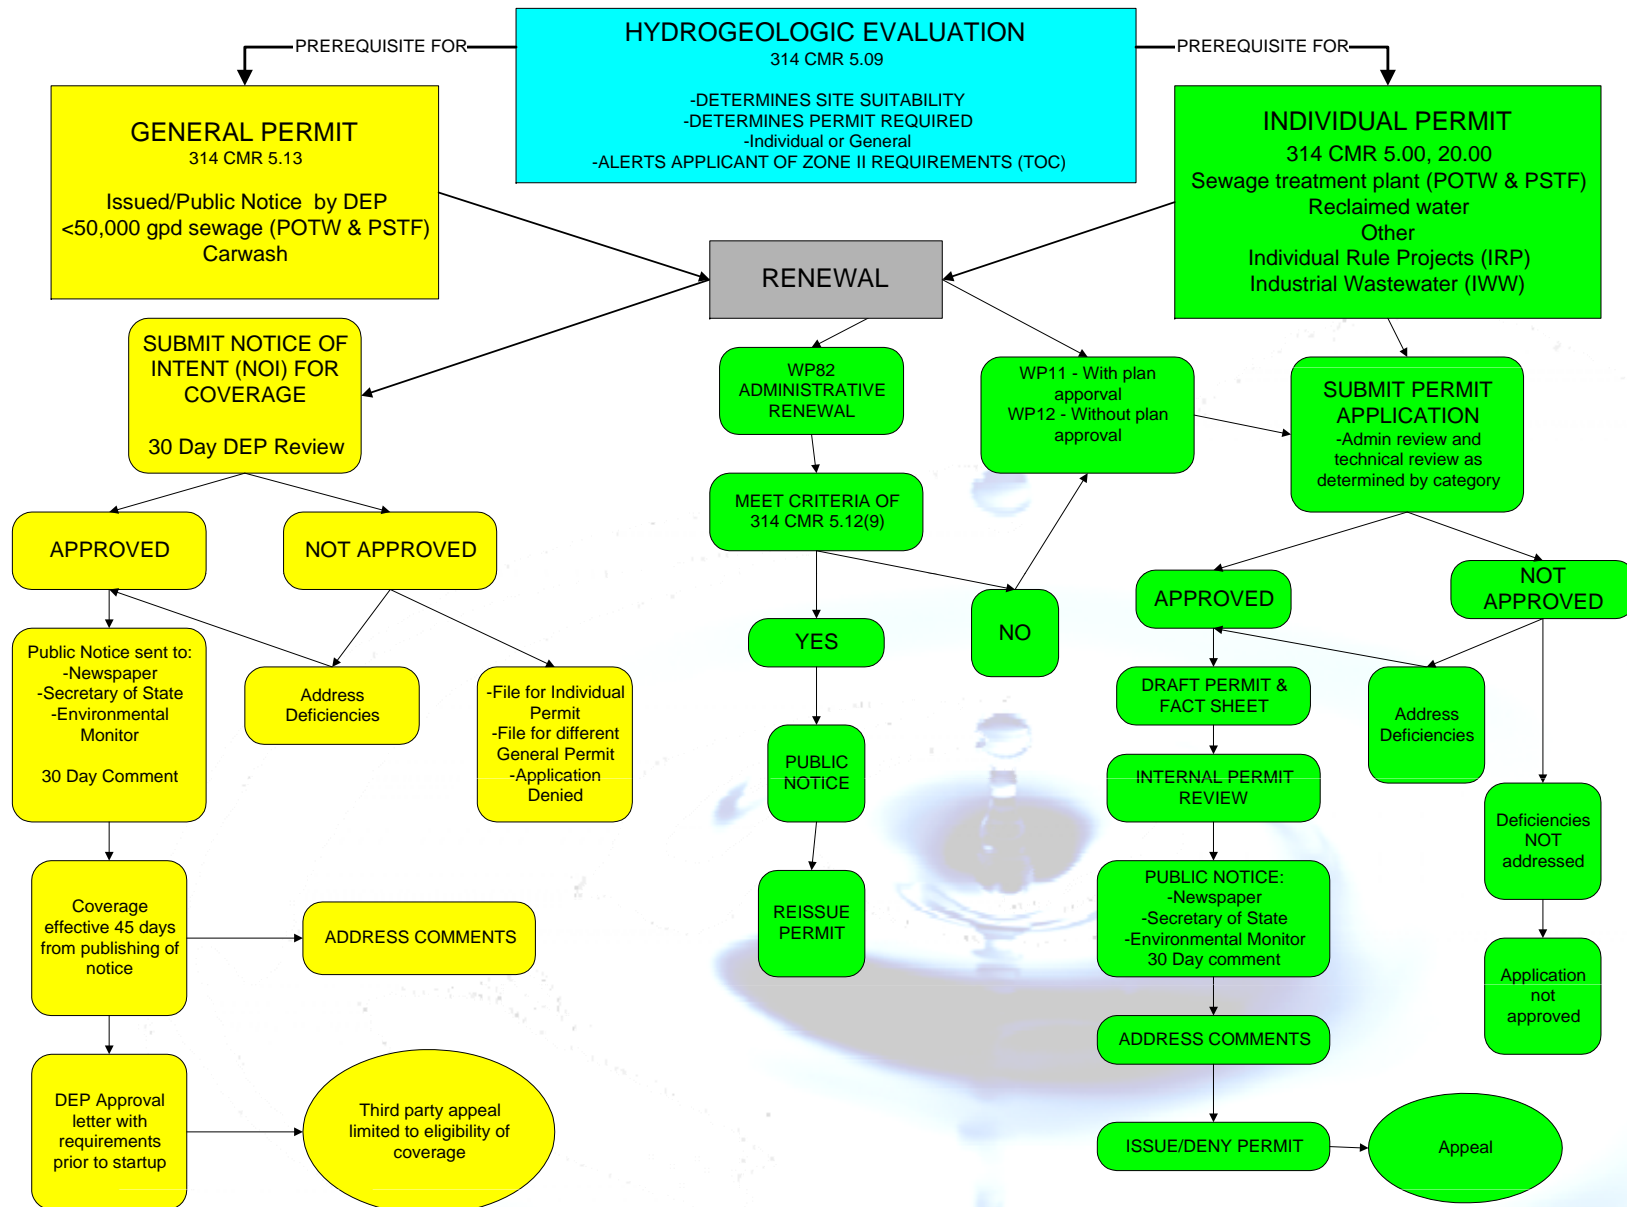 HYDROGEOLOGIC EVALUATION
314 CMR 5.09
-DETERMINES SITE SUITABILITY
-DETERMINES PERMIT REQUIRED
-Individual or General
-ALERTS APPLICANT OF ZONE II REQUIREMENTS (TOC)
PREREQUISITE FOR
PREREQUISITE FOR
GENERAL PERMIT
314 CMR 5.13
Issued/Public Notice by DEP
<50,000 gpd sewage (POTW & PSTF)
Carwash
INDIVIDUAL PERMIT
314 CMR 5.00, 20.00
Sewage treatment plant (POTW & PSTF)
Reclaimed water
Other
Individual Rule Projects (IRP)
Industrial Wastewater (IWW)
RENEWAL
SUBMIT NOTICE OF
INTENT (NOI) FOR
COVERAGE
30 Day DEP Review
WP82
ADMINISTRATIVE
RENEWAL
WP11 - With plan
apporval
WP12 - Without plan
approval
SUBMIT PERMIT
APPLICATION
-Admin review and
technical review as
determined by category
MEET CRITERIA OF
314 CMR 5.12(9)
APPROVED
NOT APPROVED
YES
NO
APPROVED
NOT
APPROVED
Public Notice sent to:
-Newspaper
-Secretary of State
-Environmental
Monitor
30 Day Comment
Address
Deficiencies
-File for Individual
Permit
-File for different
General Permit
-Application
Denied
PUBLIC
NOTICE
DRAFT PERMIT &
FACT SHEET
Address
Deficiencies
INTERNAL PERMIT
REVIEW
Deficiencies
NOT
addressed
Coverage
effective 45 days
from publishing of
notice
ADDRESS COMMENTS
REISSUE
PERMIT
PUBLIC NOTICE:
-Newspaper
-Secretary of State
-Environmental Monitor
30 Day comment
Application
not
approved
ADDRESS COMMENTS
DEP Approval
letter with
requirements
prior to startup
Third party appeal
limited to eligibility of
coverage
ISSUE/DENY PERMIT
Appeal